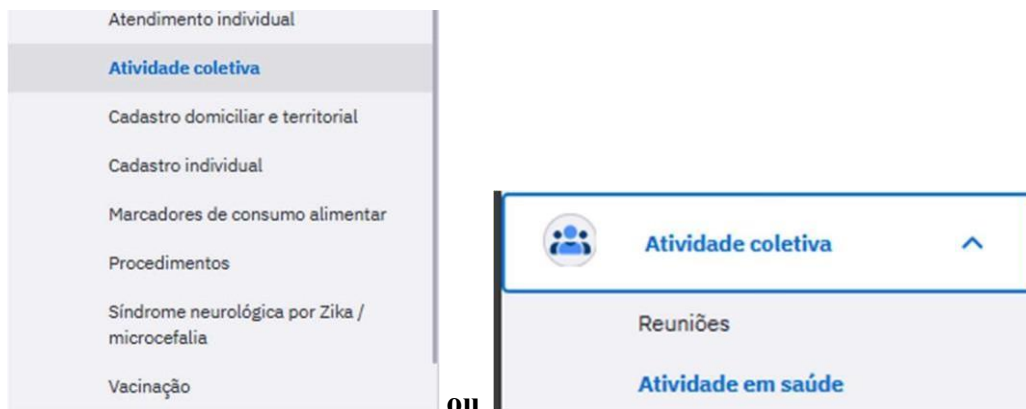 Atendimento individual
Atividade coletiva
Cadastro domiciliar e territorial
Cadastro individual
Marcadores de consumo alimentar
Procedimentos
Síndrome neurológica por Zika /
microcefalia
Vacinação
ou
Atividade coletiva
Reuniões
Atividade em saúde